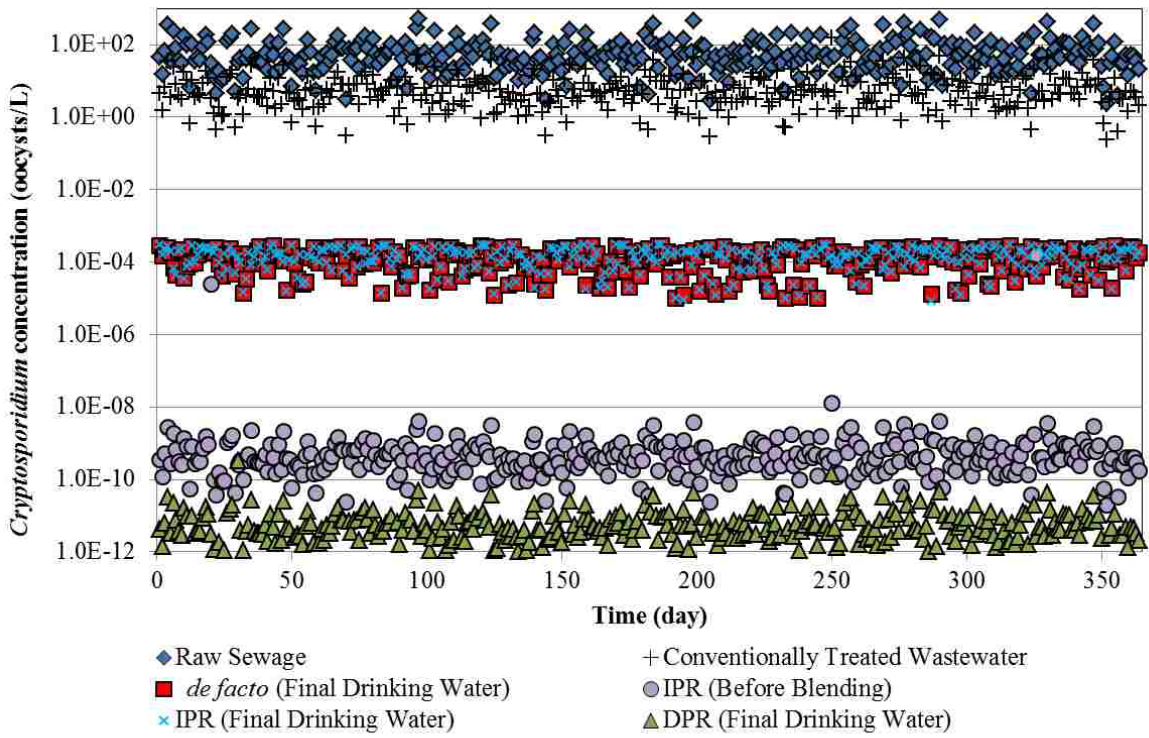 Cryptosporidium concentration (oocysts/L)
1.0E+02
1.0E+00
1.0E-02
1.0E-04
1.0E-06
1.0E-08
1.0E-10
1.0E-12
0 50 100 150 200 250 300 350
Time (day)
Raw Sewage Conventionally Treated Wastewater
de facto (Final Drinking Water) IPR (Before Blending)
IPR (Final Drinking Water) DPR (Final Drinking Water)